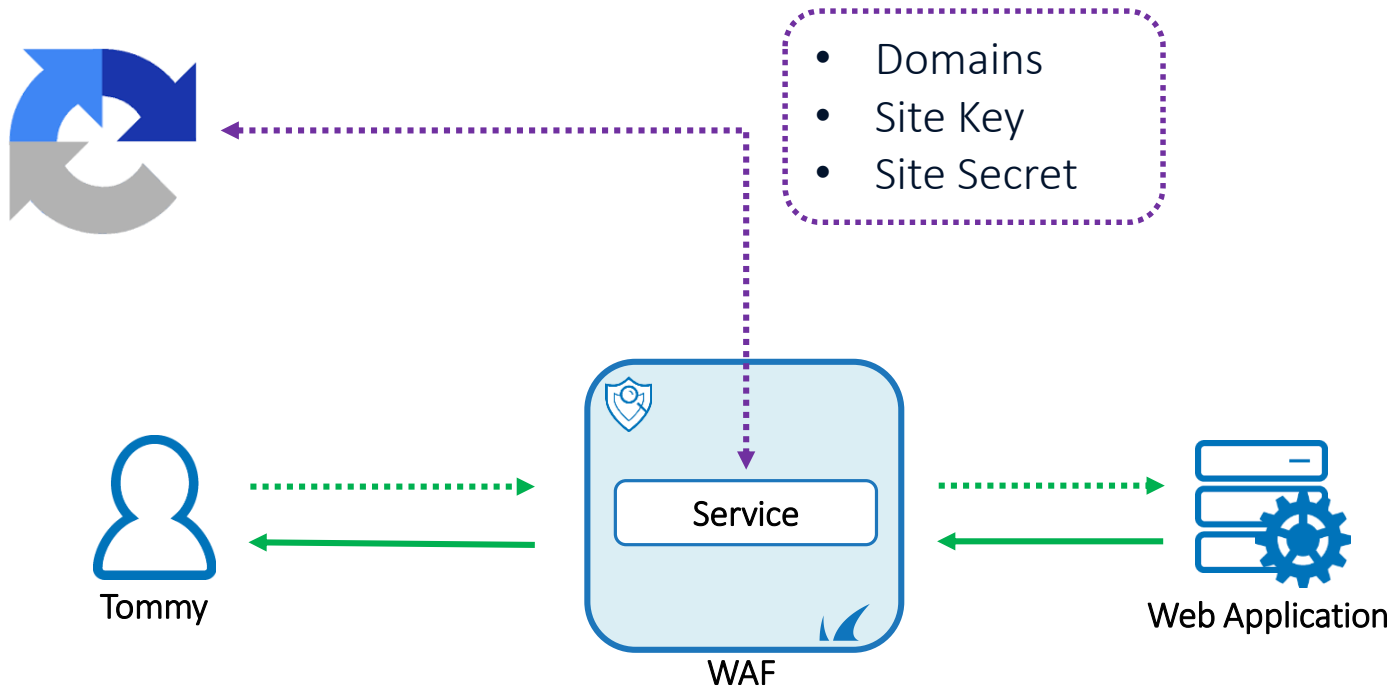 • Domains
• Site Key
• Site Secret
Service
Tommy
Web Application
WAF